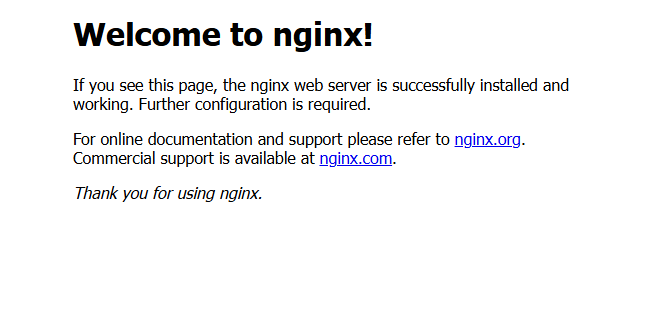 Welcome to nginx!
If you see this page, the nginx web server is successfully installed and
working. Further configuration is required.
For online documentation and support please refer to nginx.org.
Commercial support is available at nginx.com.
Thank you for using nginx.